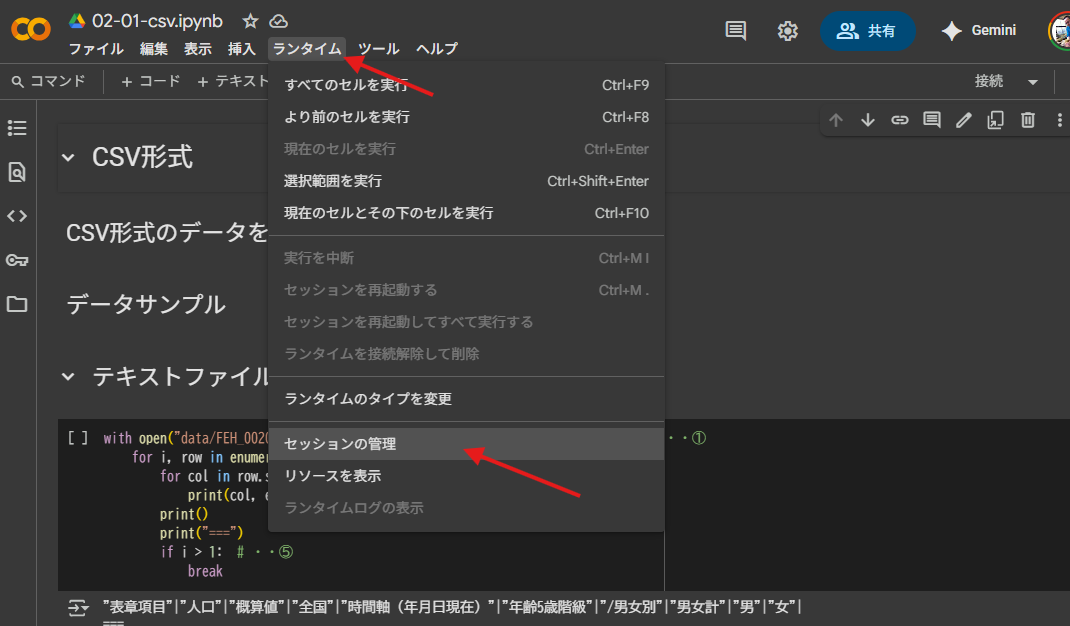 02-01-csv.ipynb
ファイル 編集 表示 挿入 ランタイム ツール ヘルプ
共有
Gemini
コマンド + コード + テキスト
接続
すべてのセルを実行 Ctrl+F9
より前のセルを実行 Ctrl+F8
現在のセルを実行 Ctrl+Enter
選択範囲を実行 Ctrl+Shift+Enter
現在のセルとその下のセルを実行 Ctrl+F10
実行を中断 Ctrl+M I
セッションを再起動する Ctrl+M .
セッションを再起動してすべて実行する
ランタイムを接続解除して削除
ランタイムのタイプを変更
セッションの管理
リソースを表示
ランタイムログの表示
CSV形式
CSV形式のデータを
データサンプル
テキストファイル
[ ] with open("data/FEH_002 ・・①
for i, row in enume
for col in row.s
print(col, e
print()
print("===")
if i > 1: # ・・⑤
break
"表章項目"|"人口"|"概算値"|"全国"|"時間軸（年月日現在）"|"年齢5歳階級"|"/男女別"|"男女計"|"男"|"女"|
===